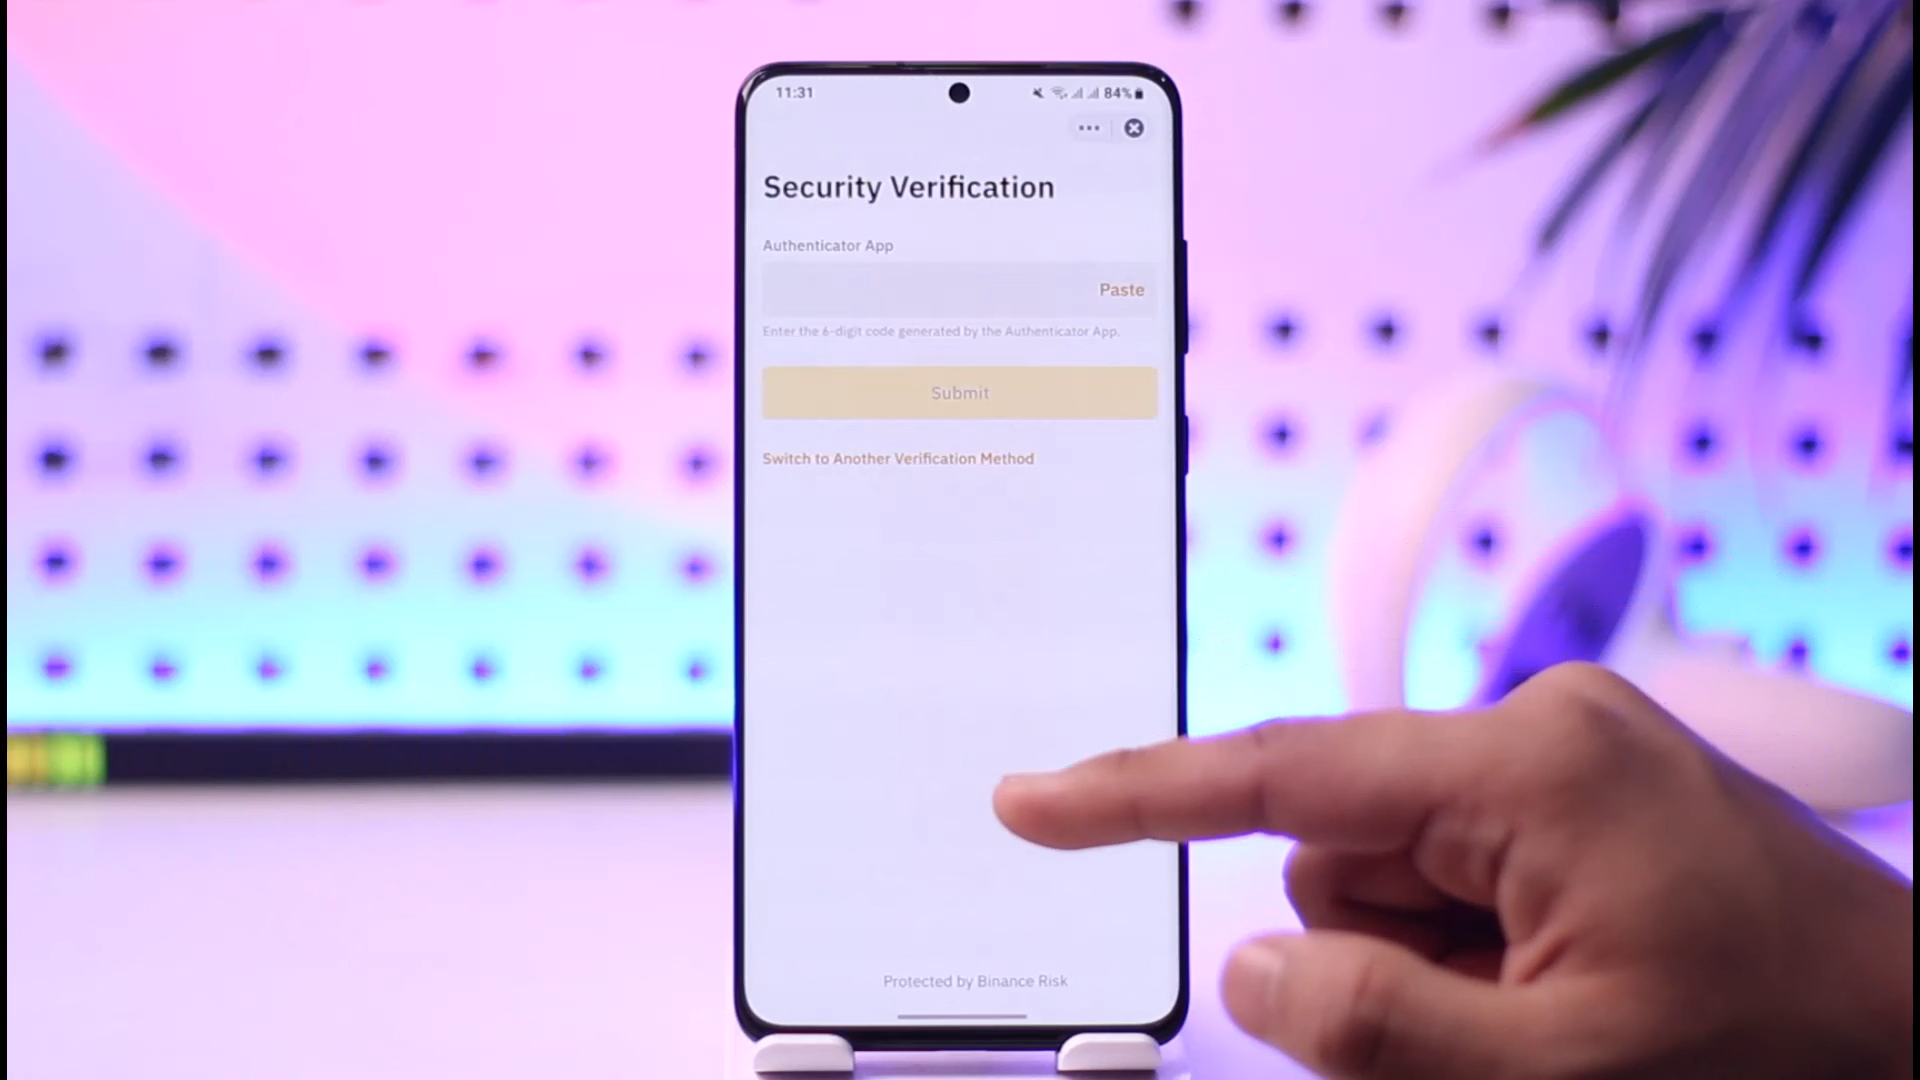 11:31
84%
Security Verification
Authenticator App
Paste
Enter the 6-digit code generated by the Authenticator App.
Submit
Switch to Another Verification Method
Protected by Binance Risk